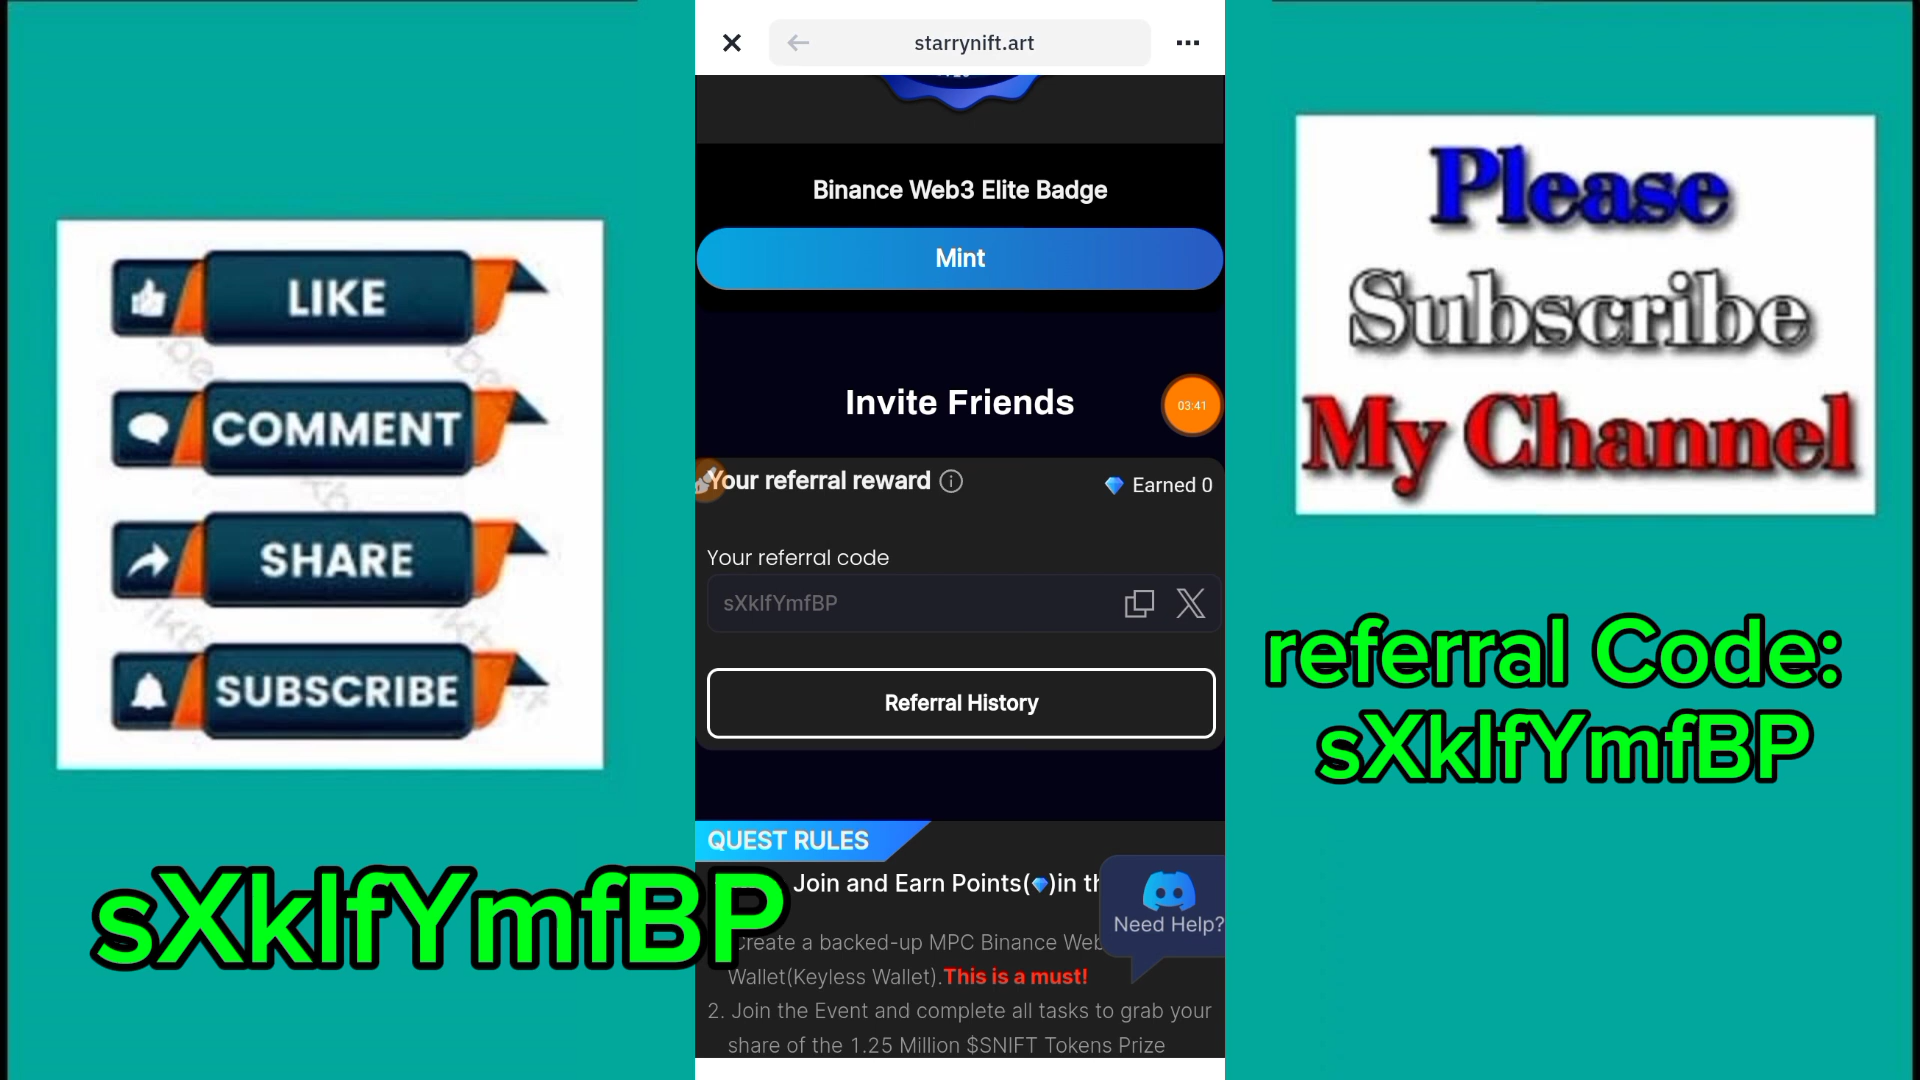 starrynift.art
Binance Web3 Elite Badge
Mint
Invite Friends
03:41
Your referral reward
Earned 0
Your referral code
sXklfYmfBP
Referral History
QUEST RULES
Join and Earn Points( )in th
Create a backed-up MPC Binance Web
Wallet(Keyless Wallet).This is a must!
2. Join the Event and complete all tasks to grab your
share of the 1.25 Million $SNIFT Tokens Prize
Need Help?
LIKE
COMMENT
SHARE
SUBSCRIBE
sXklfYmfBP
Please
Subscribe
My Channel
referral Code:
sXklfYmfBP